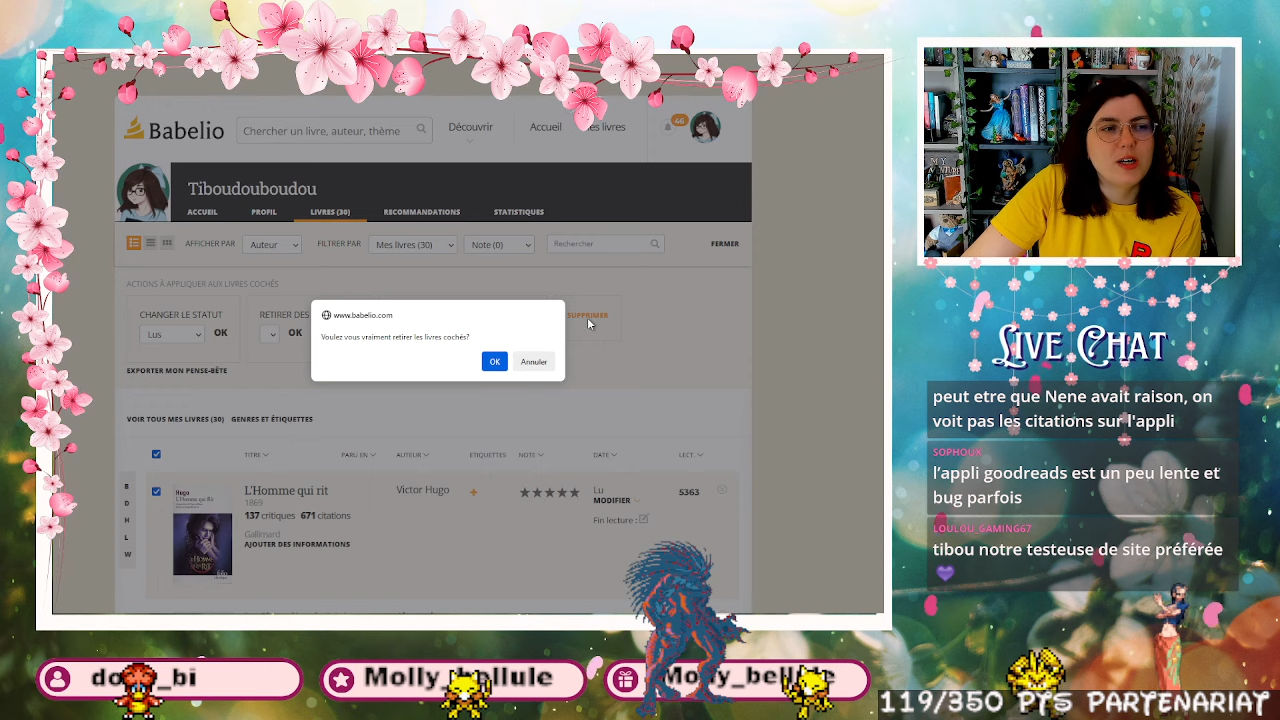 Babelio
Chercher un livre, auteur, thème
Découvrir
Accueil
livres
46
Tiboudouboudou
ACCUEIL
PROFIL
LIVRES (30)
RECOMMANDATIONS
STATISTIQUES
AFFICHER PAR
Auteur
FILTRER PAR
Mes livres (30)
Note (0)
Rechercher
FERMER
ACTIONS À APPLIQUER AUX LIVRES COCHÉS
CHANGER LE STATUT
Lus
OK
RETIRER DES
OK
SUPPRIMER
www.babelio.com
Voulez vous vraiment retirer les livres cochés?
OK
Annuler
EXPORTER MON PENSE-BÊTE
VOIR TOUS MES LIVRES (30)
GENRES ET ÉTIQUETTES
TITRE
PARU EN
AUTEUR
ETIQUETTES
NOTE
DATE
LECT.
B
D
H
L
W
Hugo
L'Homme qui Rit
folio
L'Homme qui rit
1869
137 critiques 671 citations
Gallimard
AJOUTER DES INFORMATIONS
Victor Hugo
+
Lu
MODIFIER
Fin lecture :
5363
MY
LIVE CHAT
peut etre que Nene avait raison, on
voit pas les citations sur l'appli
SOPHOUX
l'appli goodreads est un peu lente et
bug parfois
LOULOU_GAMING67
tibou notre testeuse de site préférée
Molly_bellule
119/350 PTS PARTENARIAT